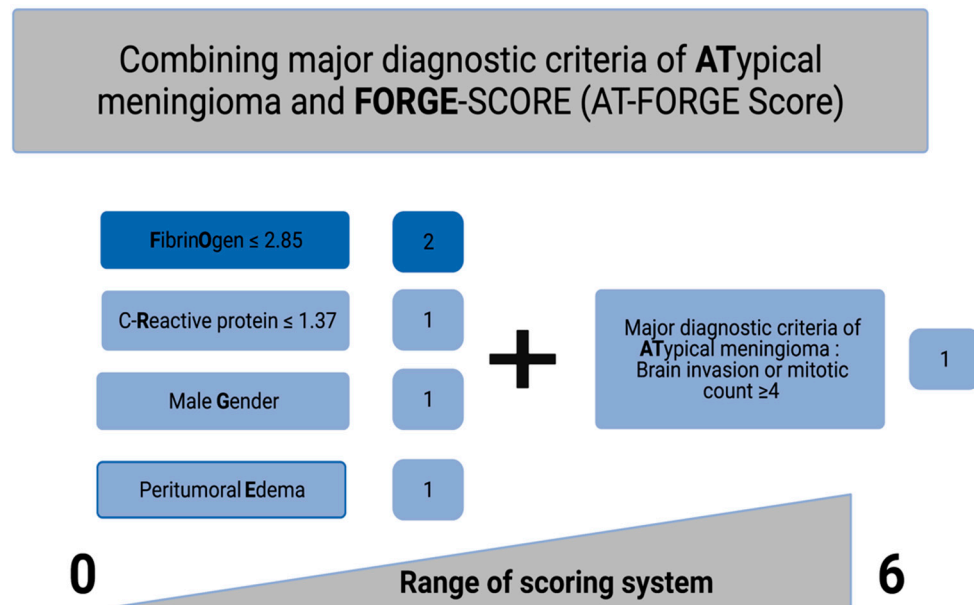 Combining major diagnostic criteria of ATypical
meningioma and FORGE-SCORE (AT-FORGE Score)
FibrinOgen ≤ 2.85
2
C-Reactive protein ≤ 1.37
1
Male Gender
1
Peritumoral Edema
1
+
Major diagnostic criteria of
ATypical meningioma :
Brain invasion or mitotic
count ≥4
1
0
Range of scoring system
6